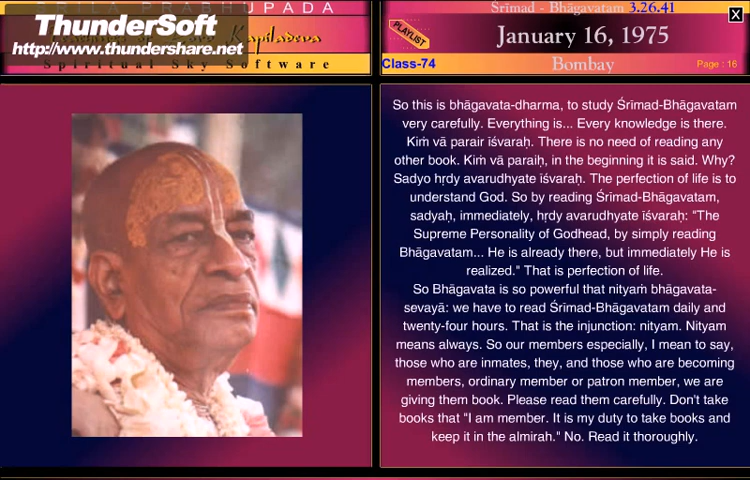 SRILA PRABHUPADA
ThunderSoft
http://www.thundershare.net
Kapiladeva
Spiritual Sky Software
Śrīmad - Bhāgavatam 3.26.41
X
PLAYLIST
January 16, 1975
Class-74
Bombay
Page : 16
So this is bhāgavata-dharma, to study Śrīmad-Bhāgavatam
very carefully. Everything is... Every knowledge is there.
Kiṁ vā parair iśvaraḥ. There is no need of reading any
other book. Kiṁ vā paraiḥ, in the beginning it is said. Why?
Sadyo hṛdy avarudhyate iśvaraḥ. The perfection of life is to
understand God. So by reading Śrīmad-Bhāgavatam,
sadyaḥ, immediately, hṛdy avarudhyate iśvaraḥ: "The
Supreme Personality of Godhead, by simply reading
Bhāgavatam... He is already there, but immediately He is
realized." That is perfection of life.
So Bhāgavata is so powerful that nityaṁ bhāgavata-
sevayā: we have to read Śrīmad-Bhāgavatam daily and
twenty-four hours. That is the injunction: nityam. Nityam
means always. So our members especially, I mean to say,
those who are inmates, they, and those who are becoming
members, ordinary member or patron member, we are
giving them book. Please read them carefully. Don't take
books that "I am member. It is my duty to take books and
keep it in the almirah." No. Read it thoroughly.